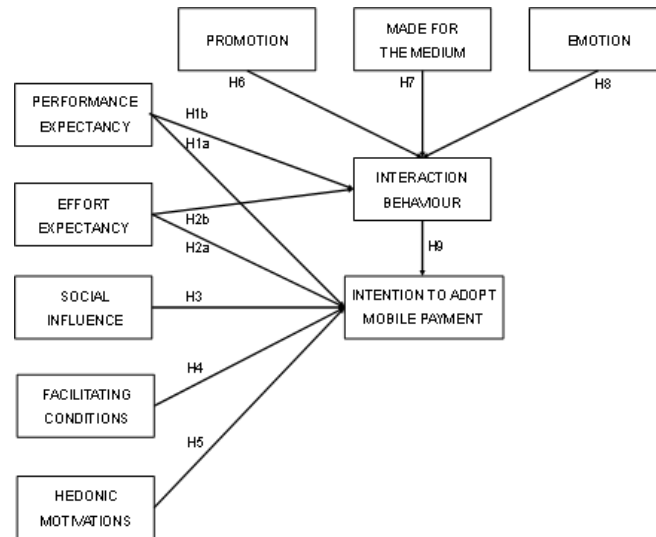 PROMOTION
MADE FOR
THE MEDIUM
EMOTION
H6
H7
H8
PERFORMANCE
EXPECTANCY
H1b
H1a
INTERACTION
BEHAVIOUR
EFFORT
EXPECTANCY
H2b
H2a
H9
SOCIAL
INFLUENCE
H3
INTENTION TO ADOPT
MOBILE PAYMENT
H4
FACILITATING
CONDITIONS
H5
HEDONIC
MOTIVATIONS